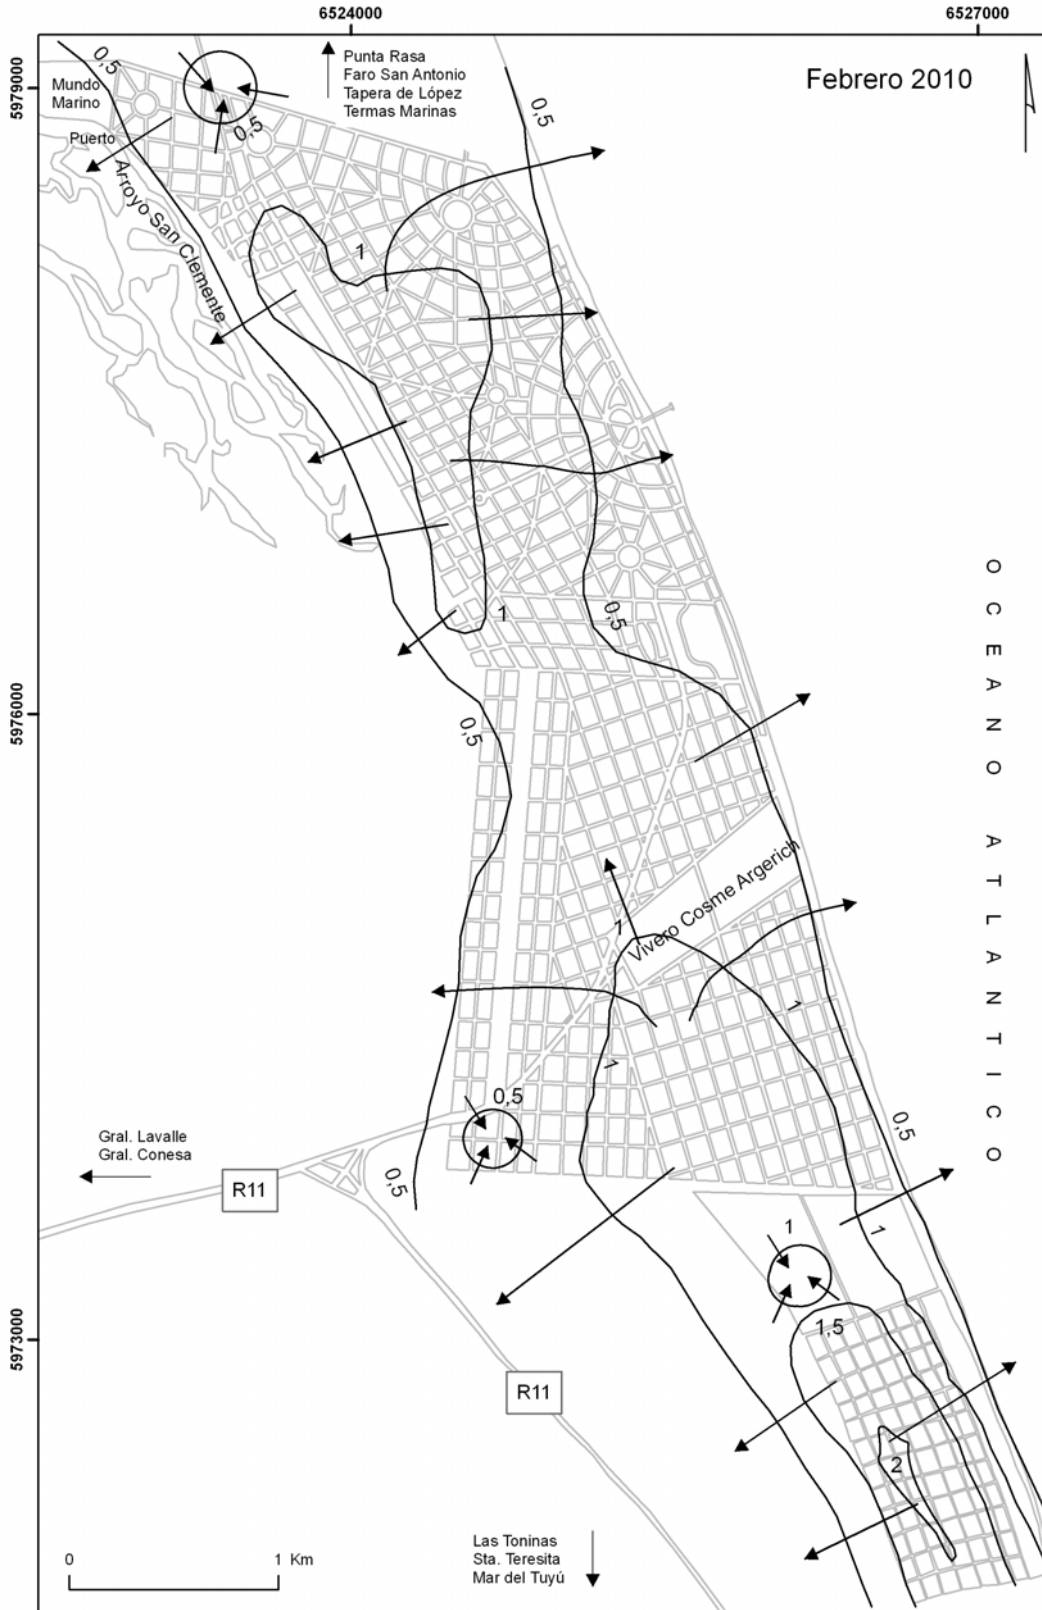 6524000
6527000
5979000
5976000
5973000
Febrero 2010
Punta Rasa
Faro San Antonio
Tapera de López
Termas Marinas
Mundo
Marino
Puerto
Arroyo San Clemente
0,5
0,5
0,5
1
1
0,5
0,5
OCEANO ATLANTICO
Vivero Cosme Argerich
1
1
1
0,5
0,5
0,5
Gral. Lavalle
Gral. Conesa
R11
1
1
1,5
R11
2
Las Toninas
Sta. Teresita
Mar del Tuyú
0 1 Km